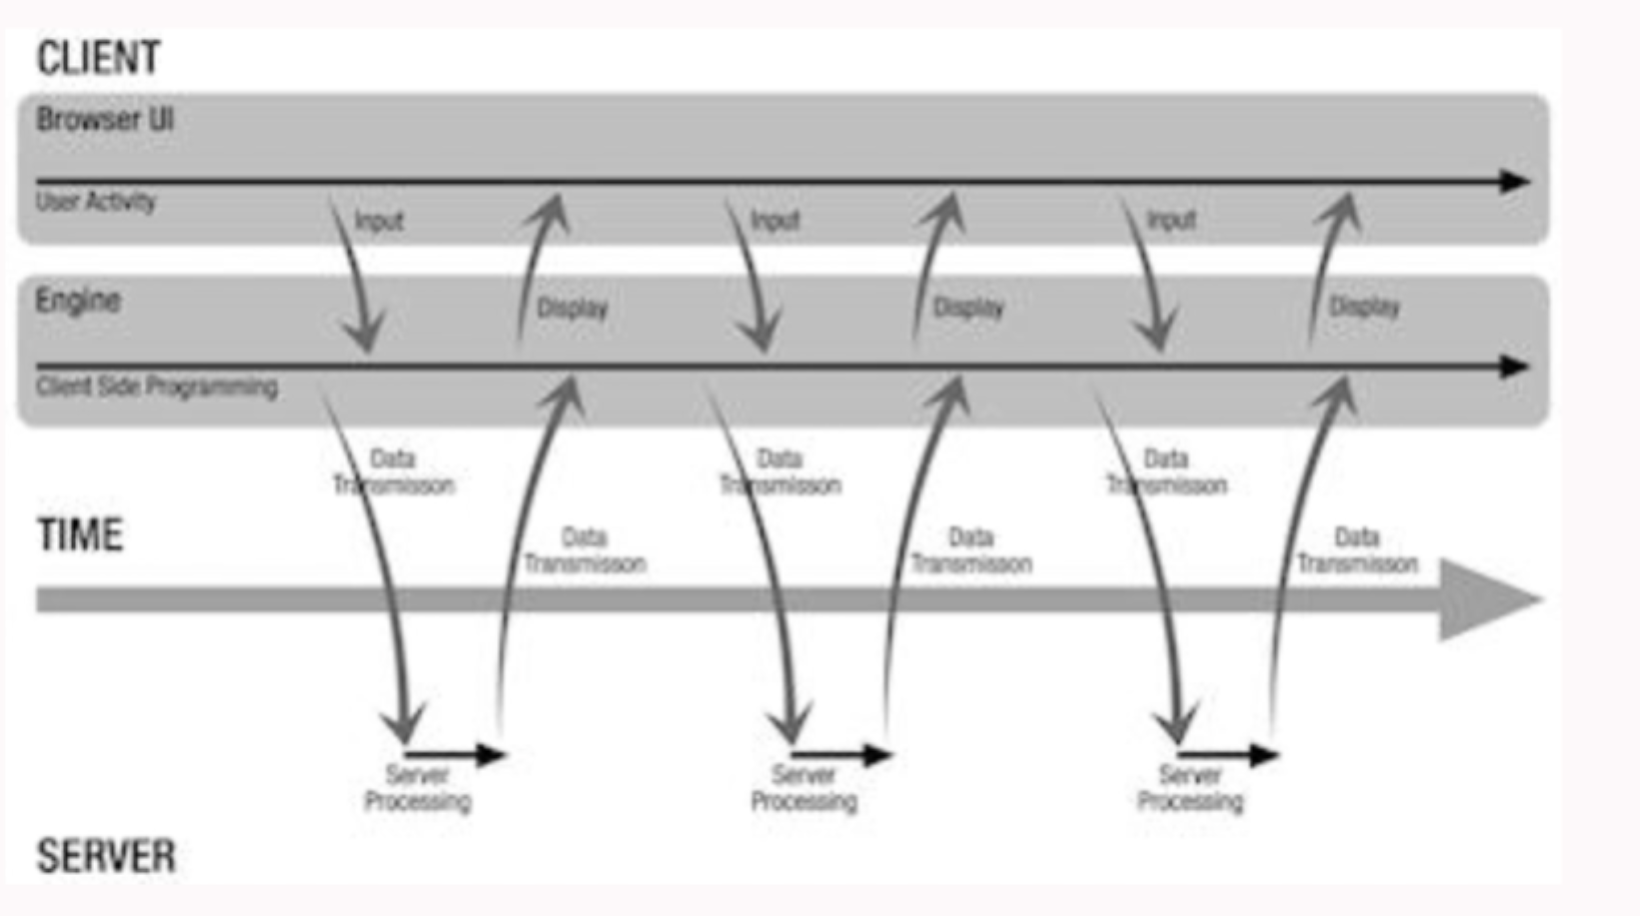 CLIENT
Browser UI
User Activity
Input
Input
Input
Engine
Display
Display
Display
Client Side Programming
Data
Transmisson
Data
Transmisson
Data
Transmisson
TIME
Data
Transmisson
Data
Transmisson
Data
Transmisson
Server
Processing
Server
Processing
Server
Processing
SERVER